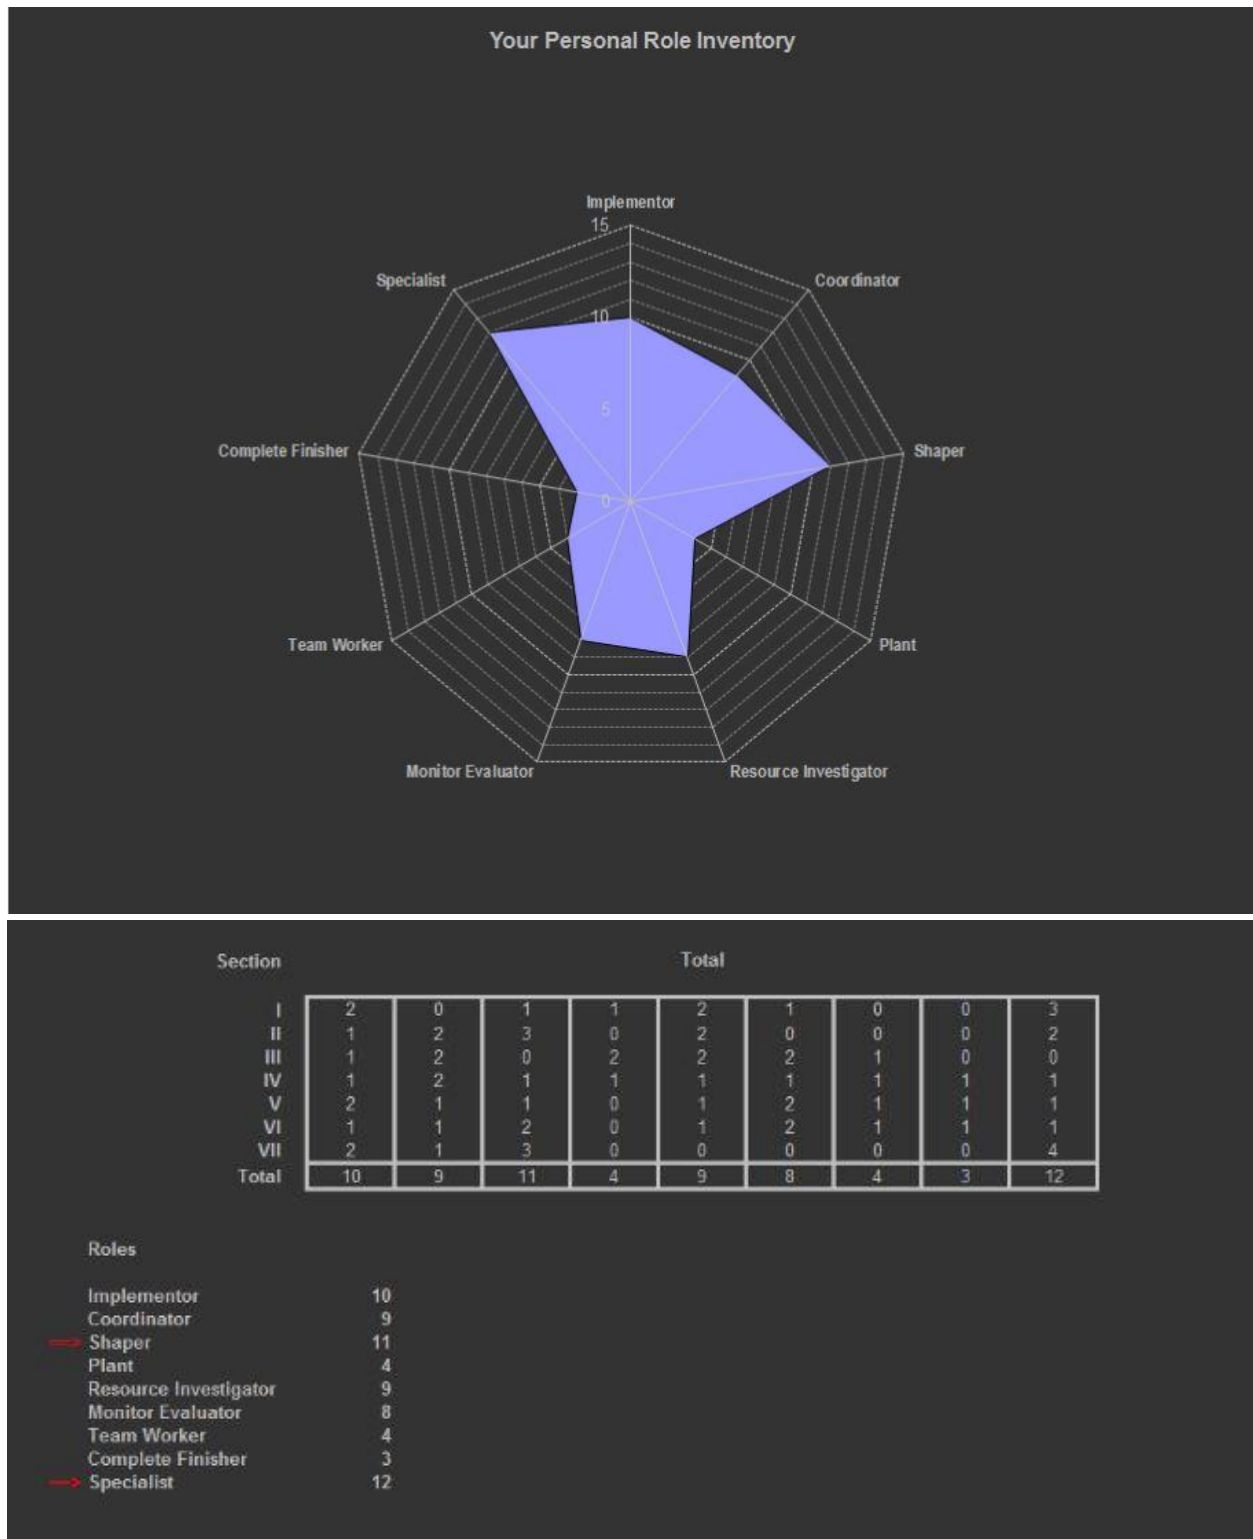 Your Personal Role Inventory
Implementor
15
Specialist
Coordinator
10
5
Complete Finisher
Shaper
0
Team Worker
Plant
Monitor Evaluator
Resource Investigator
Section Total
I 2 0 1 1 2 1 0 0 3
II 1 2 3 0 2 0 0 0 2
III 1 2 0 2 2 2 1 0 0
IV 1 2 1 1 1 1 1 1 1
V 2 1 1 0 1 2 1 1 1
VI 1 1 2 0 1 2 1 1 1
VII 2 1 3 0 0 0 0 0 4
Total 10 9 11 4 9 8 4 3 12
Roles
Implementor 10
Coordinator 9
Shaper 11
Plant 4
Resource Investigator 9
Monitor Evaluator 8
Team Worker 4
Complete Finisher 3
Specialist 12